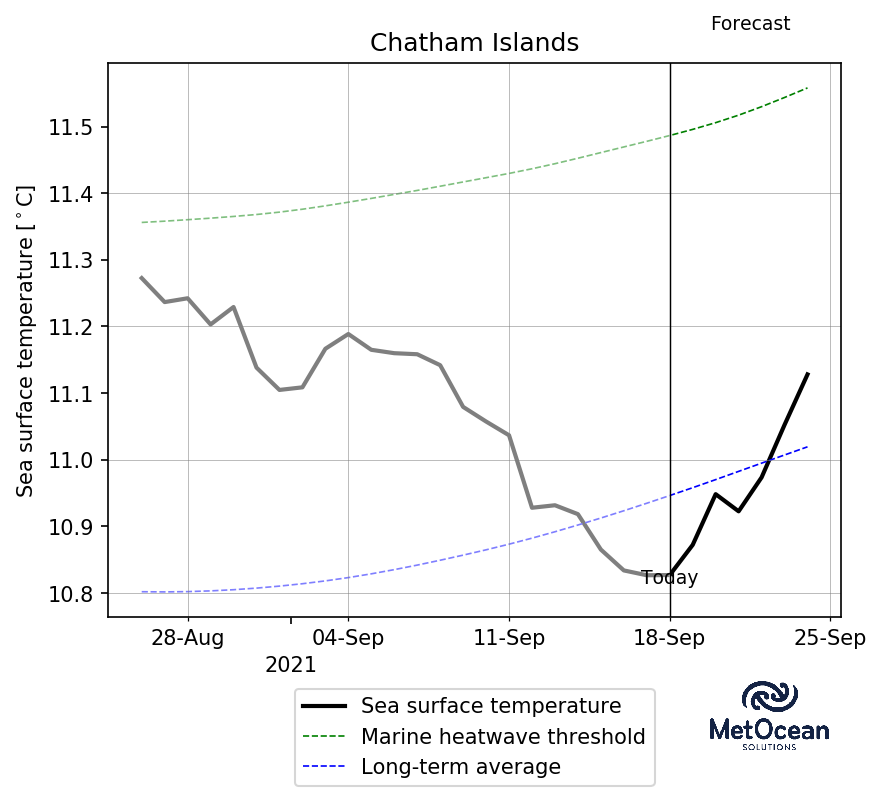 Forecast
Chatham Islands
Sea surface temperature [°C]
11.5
11.4
11.3
11.2
11.1
11.0
10.9
10.8
Today
28-Aug 04-Sep 11-Sep 18-Sep 25-Sep
2021
Sea surface temperature
Marine heatwave threshold
Long-term average
MetOcean
SOLUTIONS